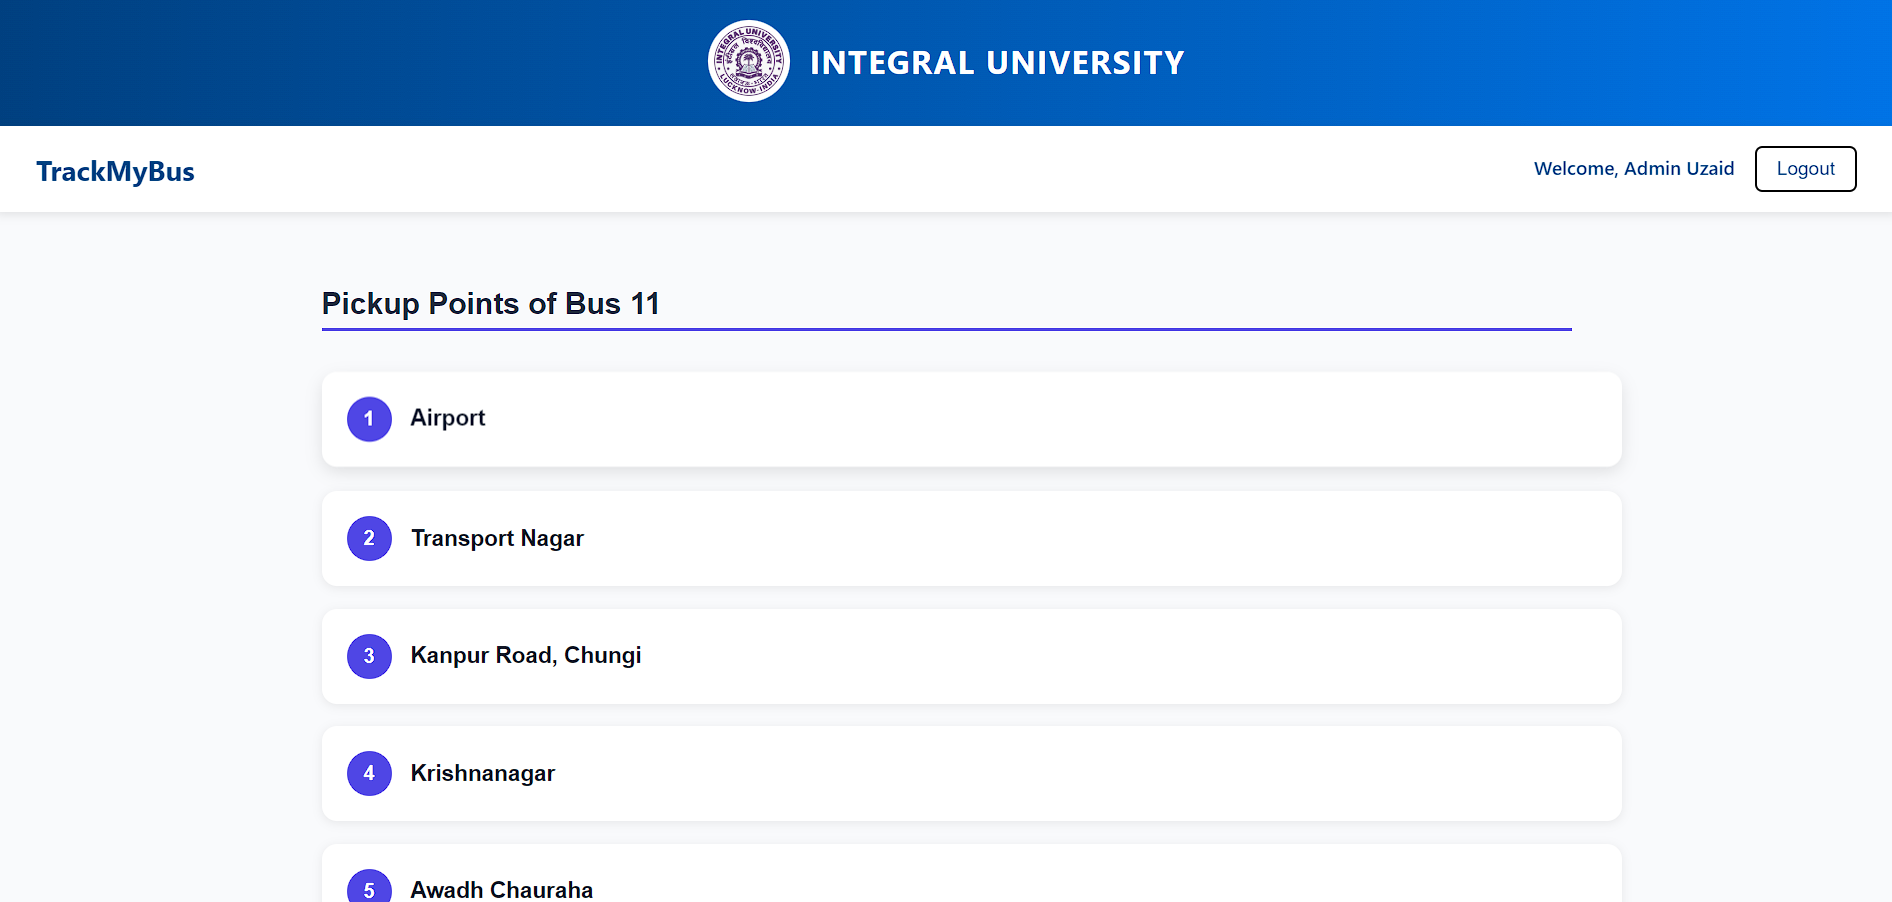 INTEGRAL UNIVERSITY
LUCKNOW-INDIA
INTEGRAL UNIVERSITY
TrackMyBus
Welcome, Admin Uzaid
Logout
Pickup Points of Bus 11
1 Airport
2 Transport Nagar
3 Kanpur Road, Chungi
4 Krishnanagar
5 Awadh Chauraha